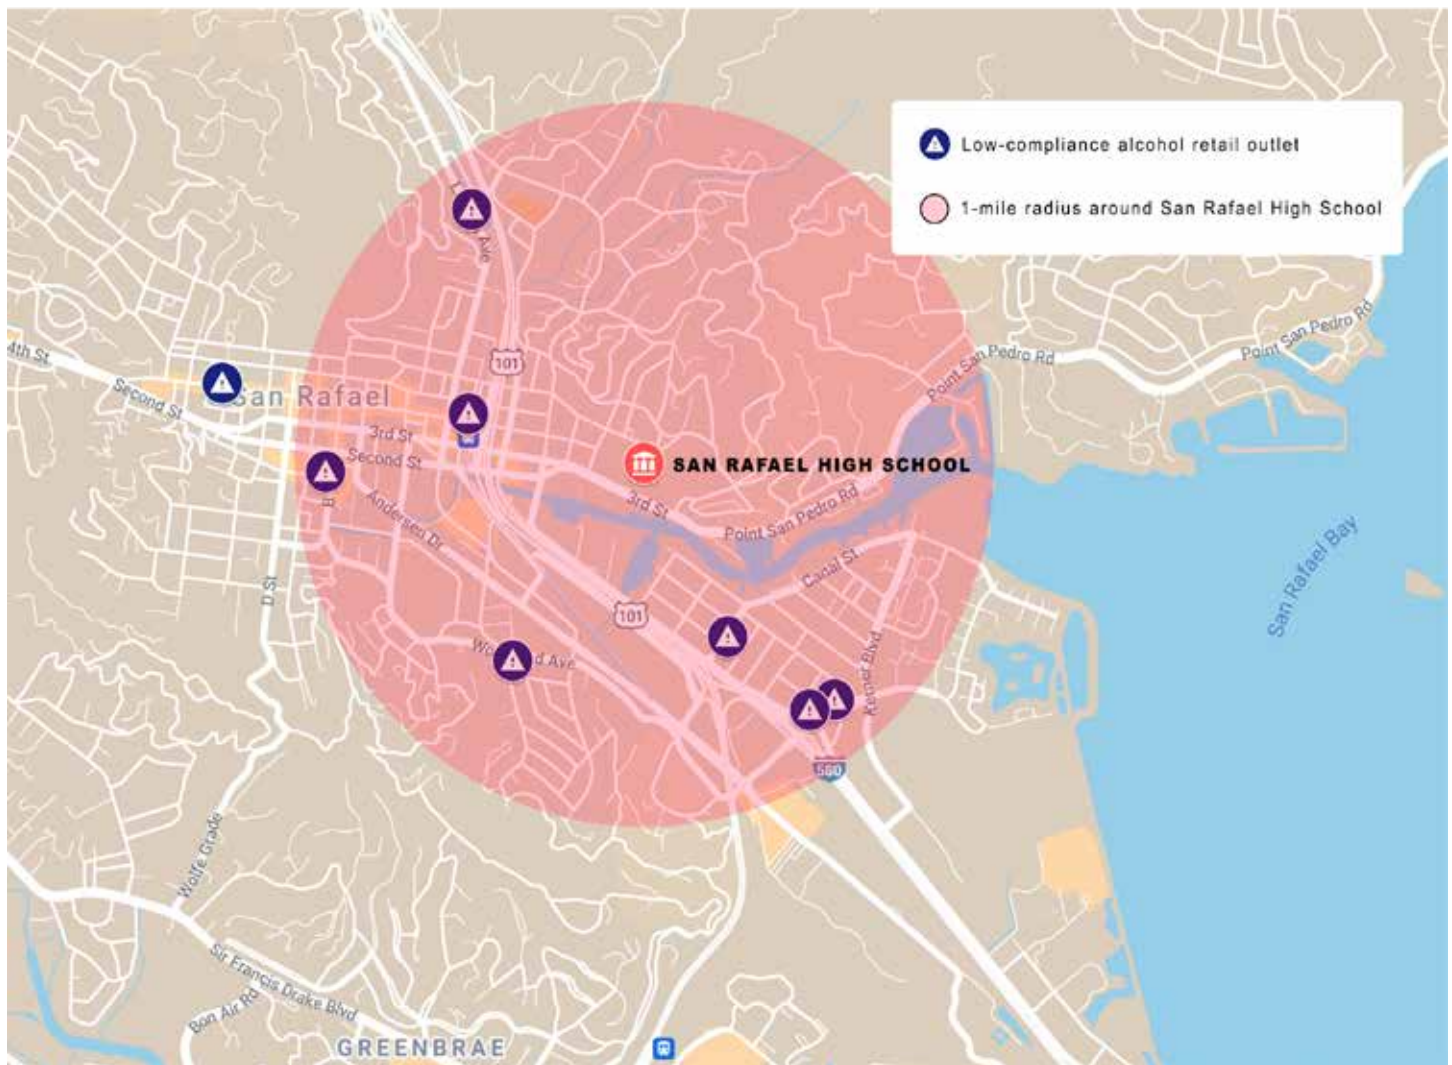 Low-compliance alcohol retail outlet
1-mile radius around San Rafael High School
Ave
101
Point San Pedro Rd
Point San Pedro Rd
Point San Pedro Rd
4th St
Second St
San Rafael
3rd St
Second St
SAN RAFAEL HIGH SCHOOL
B
Andersen Dr
3rd St
Point San Pedro Rd
Canal St
San Rafael Bay
D St
101
Ave
Kerner Blvd
580
Wolfe Grade
Sir Francis Drake Blvd
Bon Air Rd
GREENBRAE